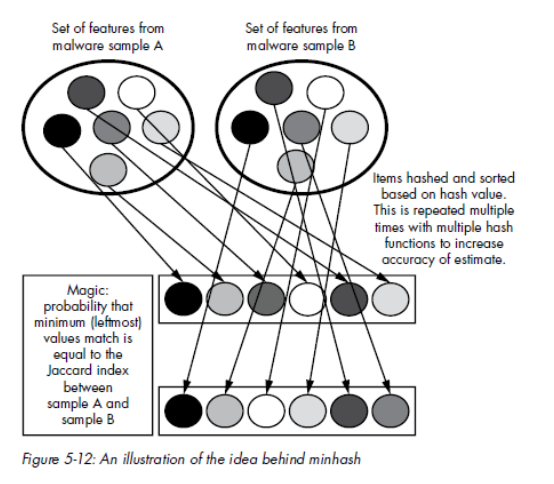 Set of features from
malware sample A
Set of features from
malware sample B
Items hashed and sorted
based on hash value.
This is repeated multiple
times with multiple hash
functions to increase
accuracy of estimate.
Magic:
probability that
minimum (leftmost)
values match is
equal to the
Jaccard index
between
sample A and
sample B
Figure 5-12: An illustration of the idea behind minhash